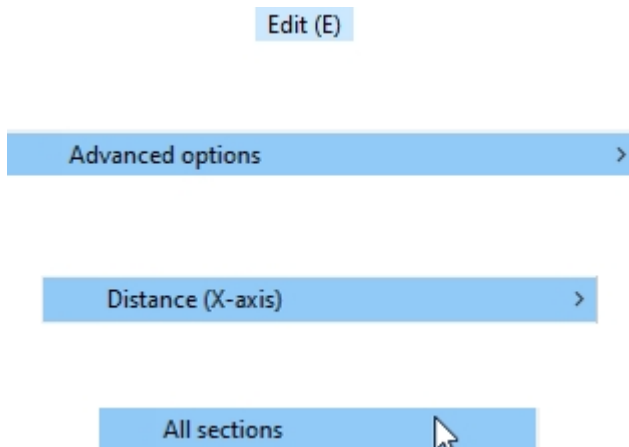 Edit (E)
Advanced options
Distance (X-axis)
All sections